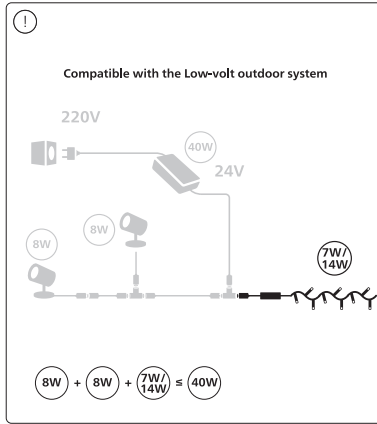 !
Compatible with the Low-volt outdoor system
220V
40W
24V
8W
8W
7W/
14W
8W + 8W + 7W/14W ≤ 40W